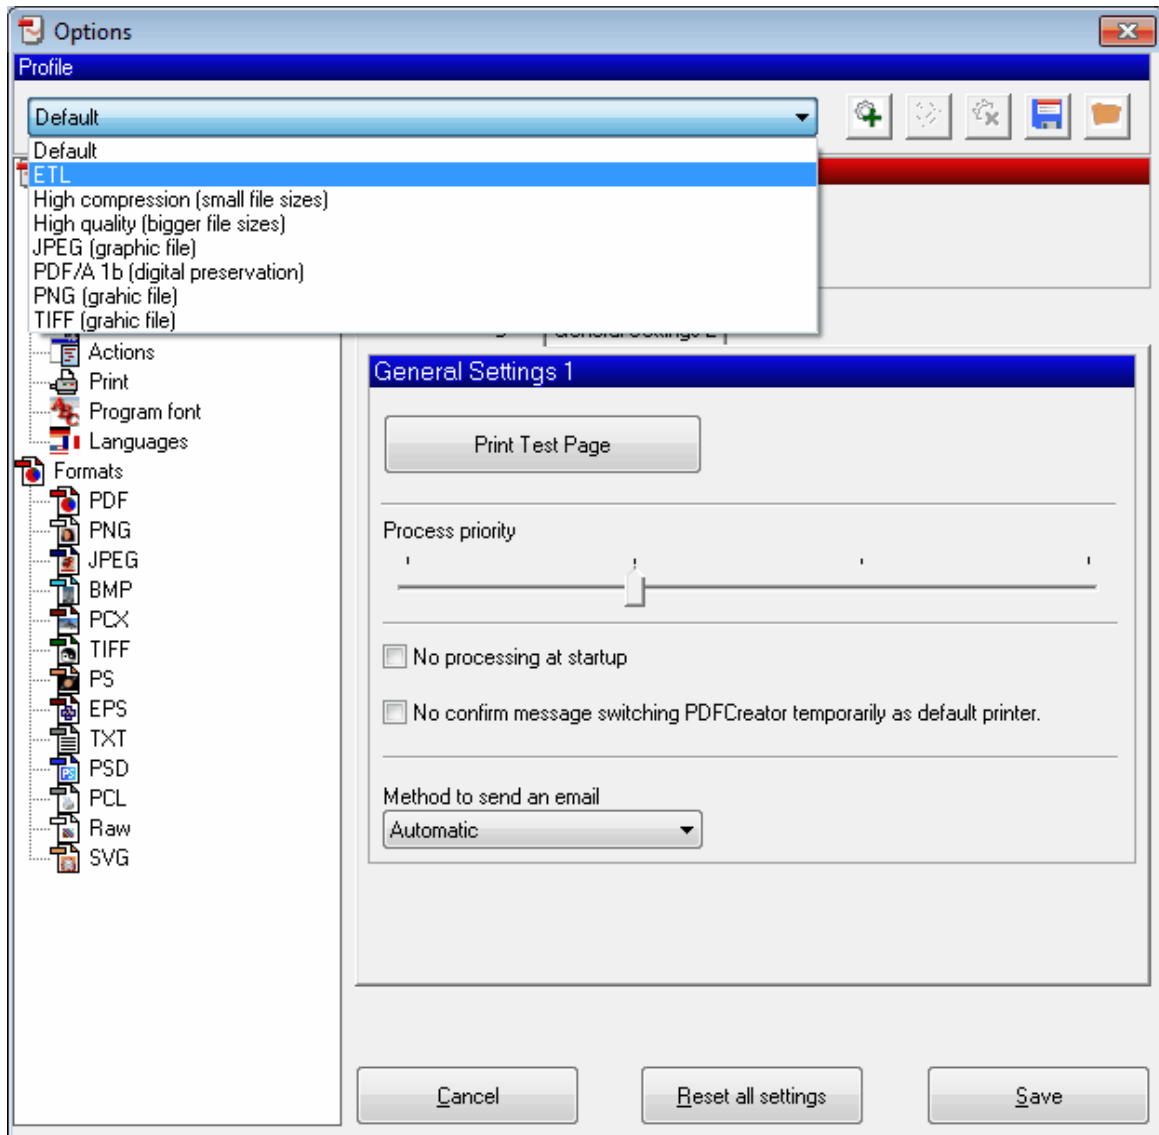 Options
Profile
Default
Default
ETL
High compression (small file sizes)
High quality (bigger file sizes)
JPEG (graphic file)
PDF/A 1b (digital preservation)
PNG (grahic file)
TIFF (grahic file)
General Settings 2
Actions
Print
Program font
Languages
Formats
PDF
PNG
JPEG
BMP
PCX
TIFF
PS
EPS
TXT
PSD
PCL
Raw
SVG
General Settings 1
Print Test Page
Process priority
No processing at startup
No confirm message switching PDFCreator temporarily as default printer.
Method to send an email
Automatic
Cancel
Reset all settings
Save